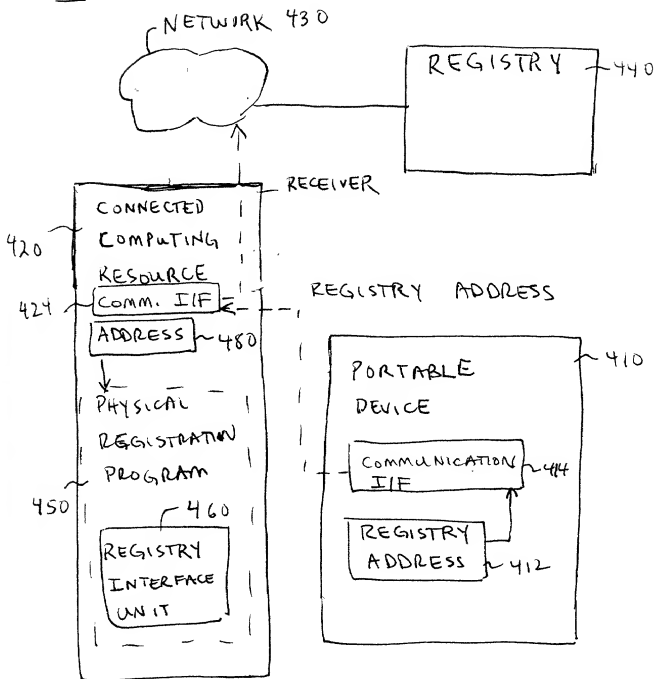 NETWORK 430
REGISTRY
440
RECEIVER
CONNECTED
COMPUTING
RESOURCE
420
COMM. I/F
424
ADDRESS
480
REGISTRY ADDRESS
PORTABLE
DEVICE
410
COMMUNICATION
I/F
414
REGISTRY
ADDRESS
412
PHYSICAL
REGISTRATION
PROGRAM
450
460
REGISTRY
INTERFACE
UNIT